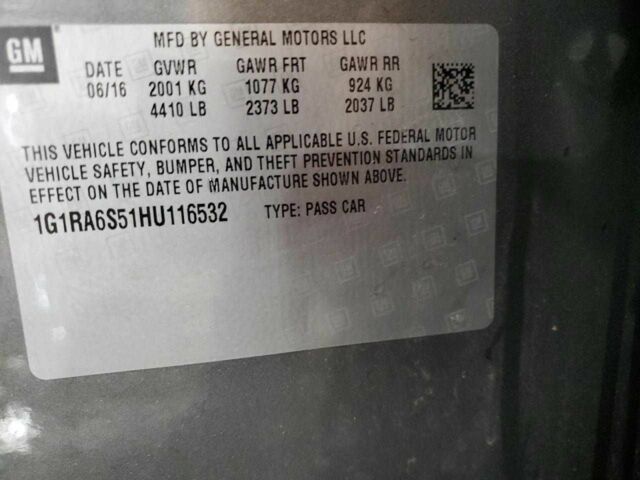 GM
MFD BY GENERAL MOTORS LLC
DATE GVWR GAWR FRT GAWR RR
06/16 2001 KG 1077 KG 924 KG
4410 LB 2373 LB 2037 LB
THIS VEHICLE CONFORMS TO ALL APPLICABLE U.S. FEDERAL MOTOR
VEHICLE SAFETY, BUMPER, AND THEFT PREVENTION STANDARDS IN
EFFECT ON THE DATE OF MANUFACTURE SHOWN ABOVE.
1G1RA6S51HU116532 TYPE: PASS CAR